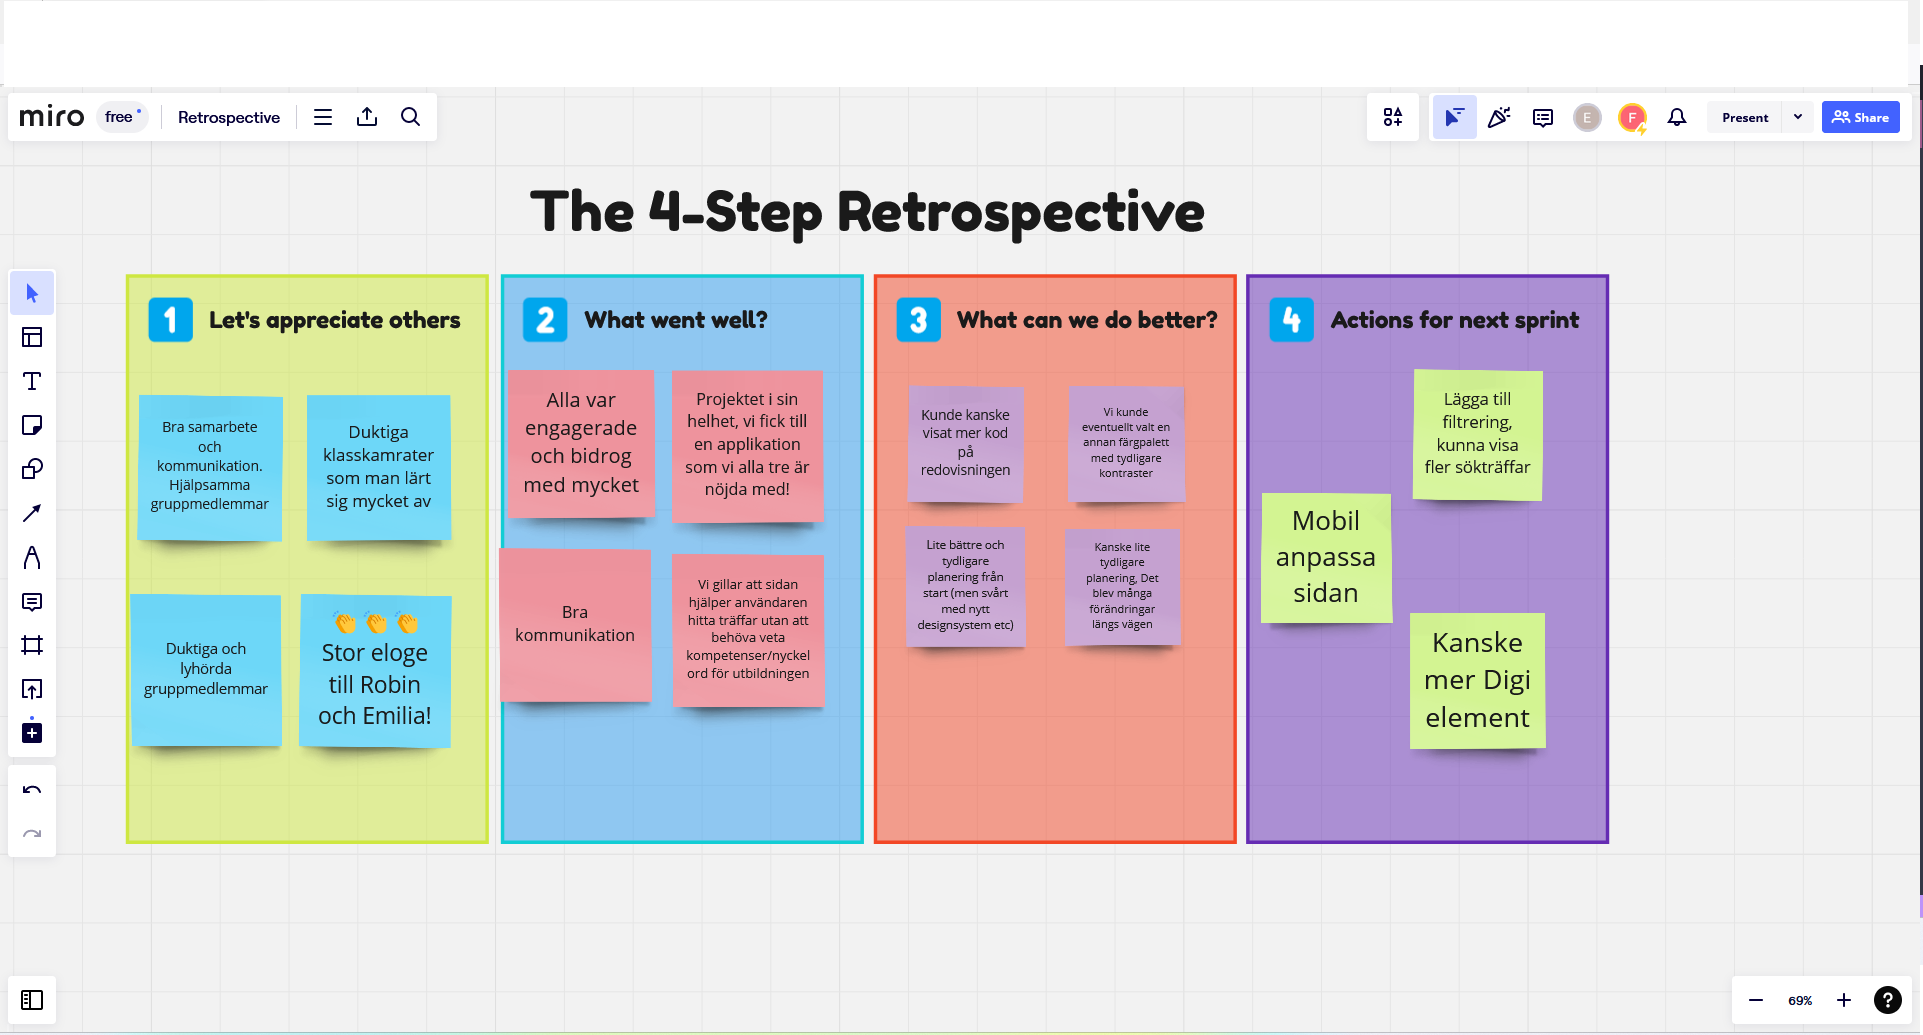 miro
free
Retrospective
E
F
Present
Share
The 4-Step Retrospective
1
Let's appreciate others
Bra samarbete
och
kommunikation.
Hjälpsamma
gruppmedlemmar
Duktiga
klasskamrater
som man lärt
sig mycket av
Duktiga och
lyhörda
gruppmedlemmar
👏👏👏
Stor eloge
till Robin
och Emilia!
2
What went well?
Alla var
engagerade
och bidrog
med mycket
Projektet i sin
helhet, vi fick till
en applikation
som vi alla tre är
nöjda med!
Bra
kommunikation
Vi gillar att sidan
hjälper användaren
hitta träffar utan att
behöva veta
kompetenser/nyckel
ord för utbildningen
3
What can we do better?
Kunde kanske
visat mer kod
på
redovisningen
Vi kunde
eventuellt valt en
annan färgpalett
med tydligare
kontraster
Lite bättre och
tydligare
planering från
start (men svårt
med nytt
designsystem etc)
Kanske lite
tydligare
planering, Det
blev många
förändringar
längs vägen
4
Actions for next sprint
Lägga till
filtrering,
kunna visa
fler sökträffar
Mobil
anpassa
sidan
Kanske
mer Digi
element
69%
?